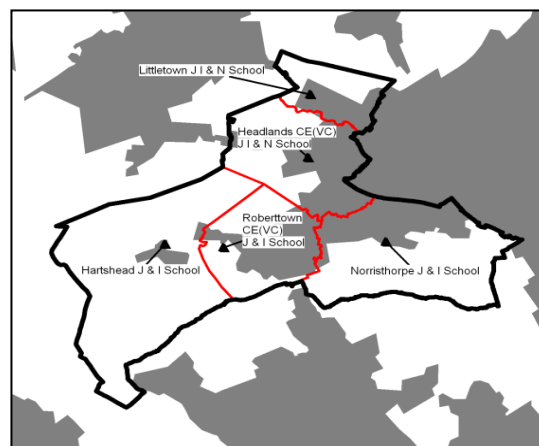 Littletown J I & N School
Headlands CE(VC)
J I & N School
Roberttown
CE(VC)
J & I School
Hartshead J & I School
Norristhorpe J & I School